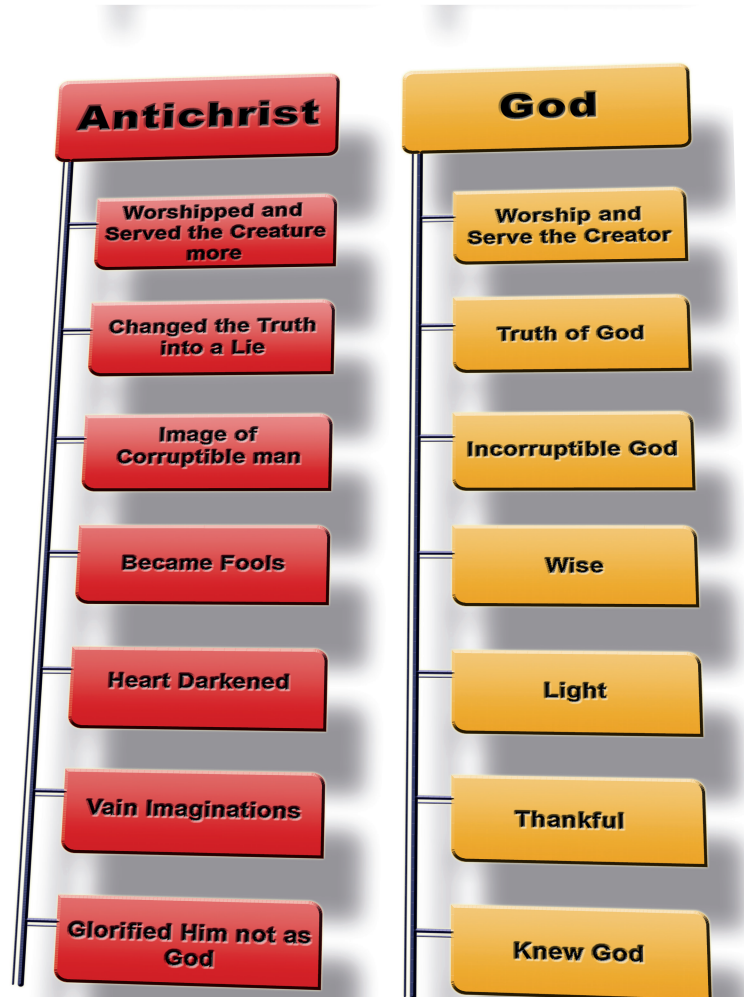 Antichrist
Worshipped and
Served the Creature
more
Changed the Truth
into a Lie
Image of
Corruptible man
Became Fools
Heart Darkened
Vain Imaginations
Glorified Him not as
God
God
Worship and
Serve the Creator
Truth of God
Incorruptible God
Wise
Light
Thankful
Knew God